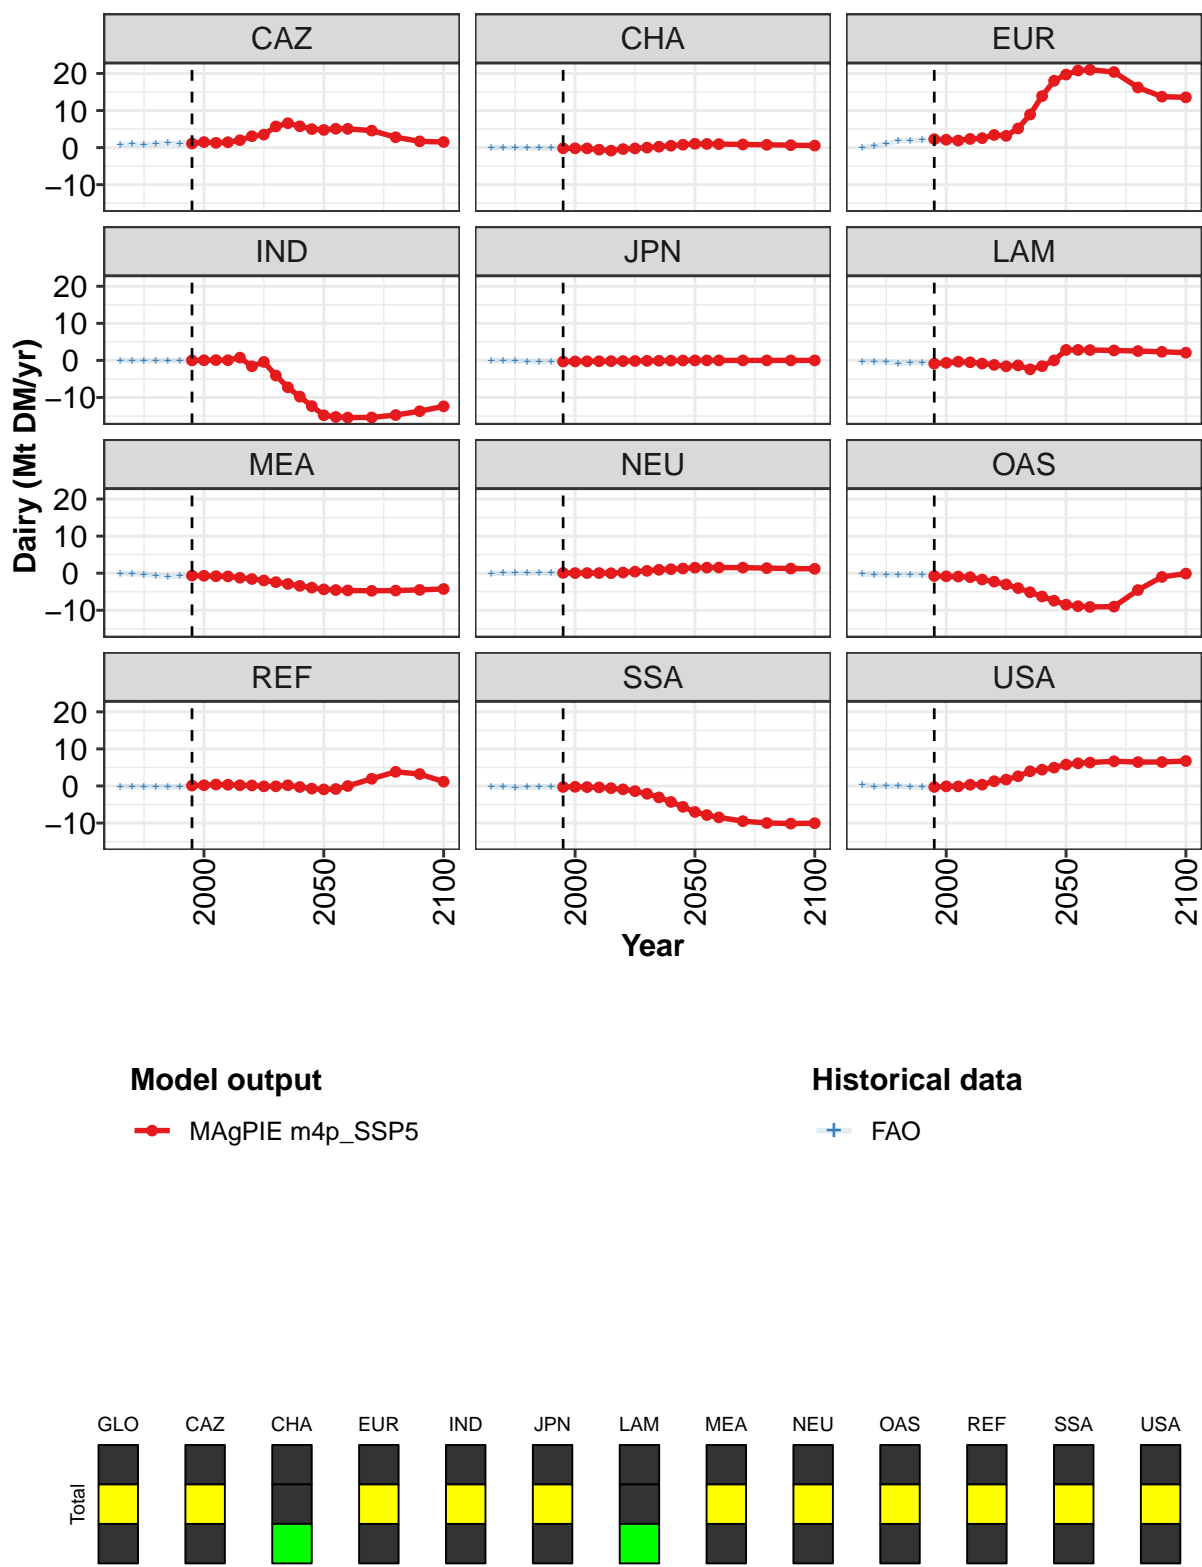 CAZ CHA EUR
20
10
0
−10
IND JPN LAM
20
10
0
−10
MEA NEU OAS
20
10
0
−10
REF SSA USA
20
10
0
−10
2000 2050 2100 2000 2050 2100 2000 2050 2100
Dairy (Mt DM/yr)
Year
Model output Historical data
MAgPIE m4p_SSP5 FAO
GLO CAZ CHA EUR IND JPN LAM MEA NEU OAS REF SSA USA
Total